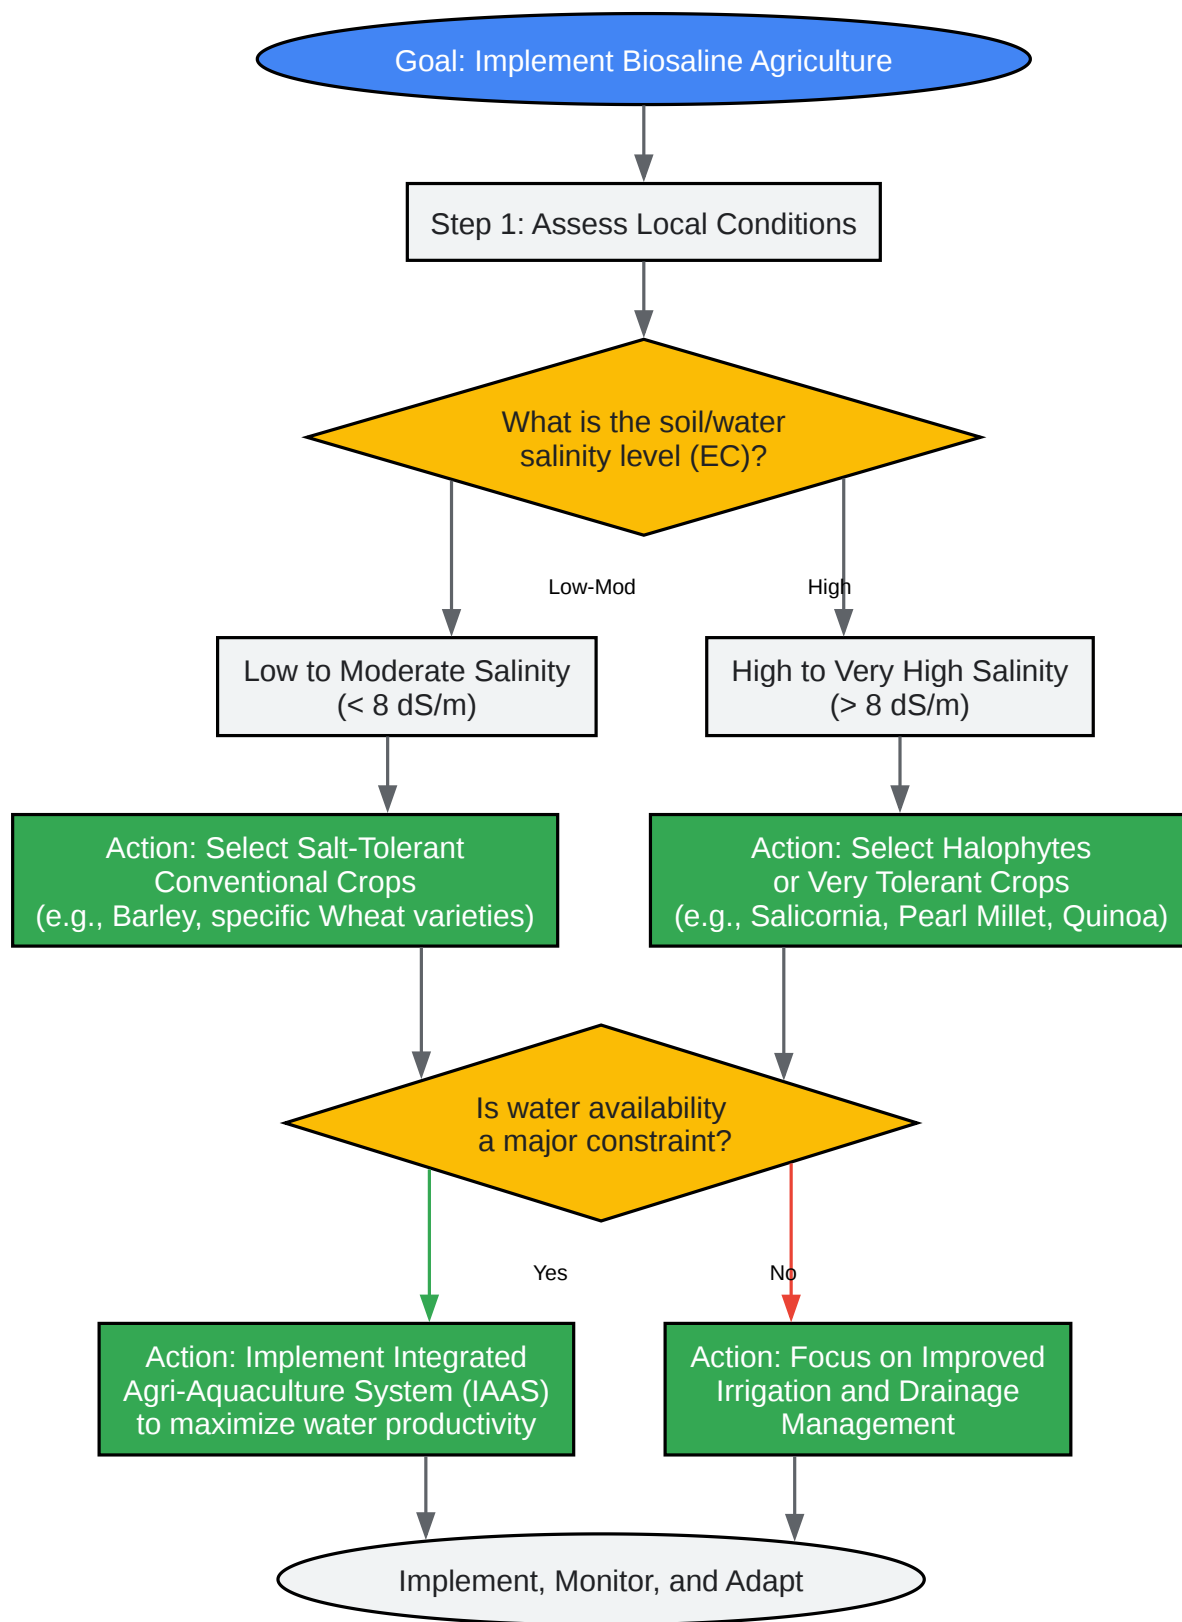 Goal: Implement Biosaline Agriculture
Step 1: Assess Local Conditions
What is the soil/water
salinity level (EC)?
Low-Mod
High
Low to Moderate Salinity
(< 8 dS/m)
High to Very High Salinity
(> 8 dS/m)
Action: Select Salt-Tolerant
Conventional Crops
(e.g., Barley, specific Wheat varieties)
Action: Select Halophytes
or Very Tolerant Crops
(e.g., Salicornia, Pearl Millet, Quinoa)
Is water availability
a major constraint?
Yes
No
Action: Implement Integrated
Agri-Aquaculture System (IAAS)
to maximize water productivity
Action: Focus on Improved
Irrigation and Drainage
Management
Implement, Monitor, and Adapt